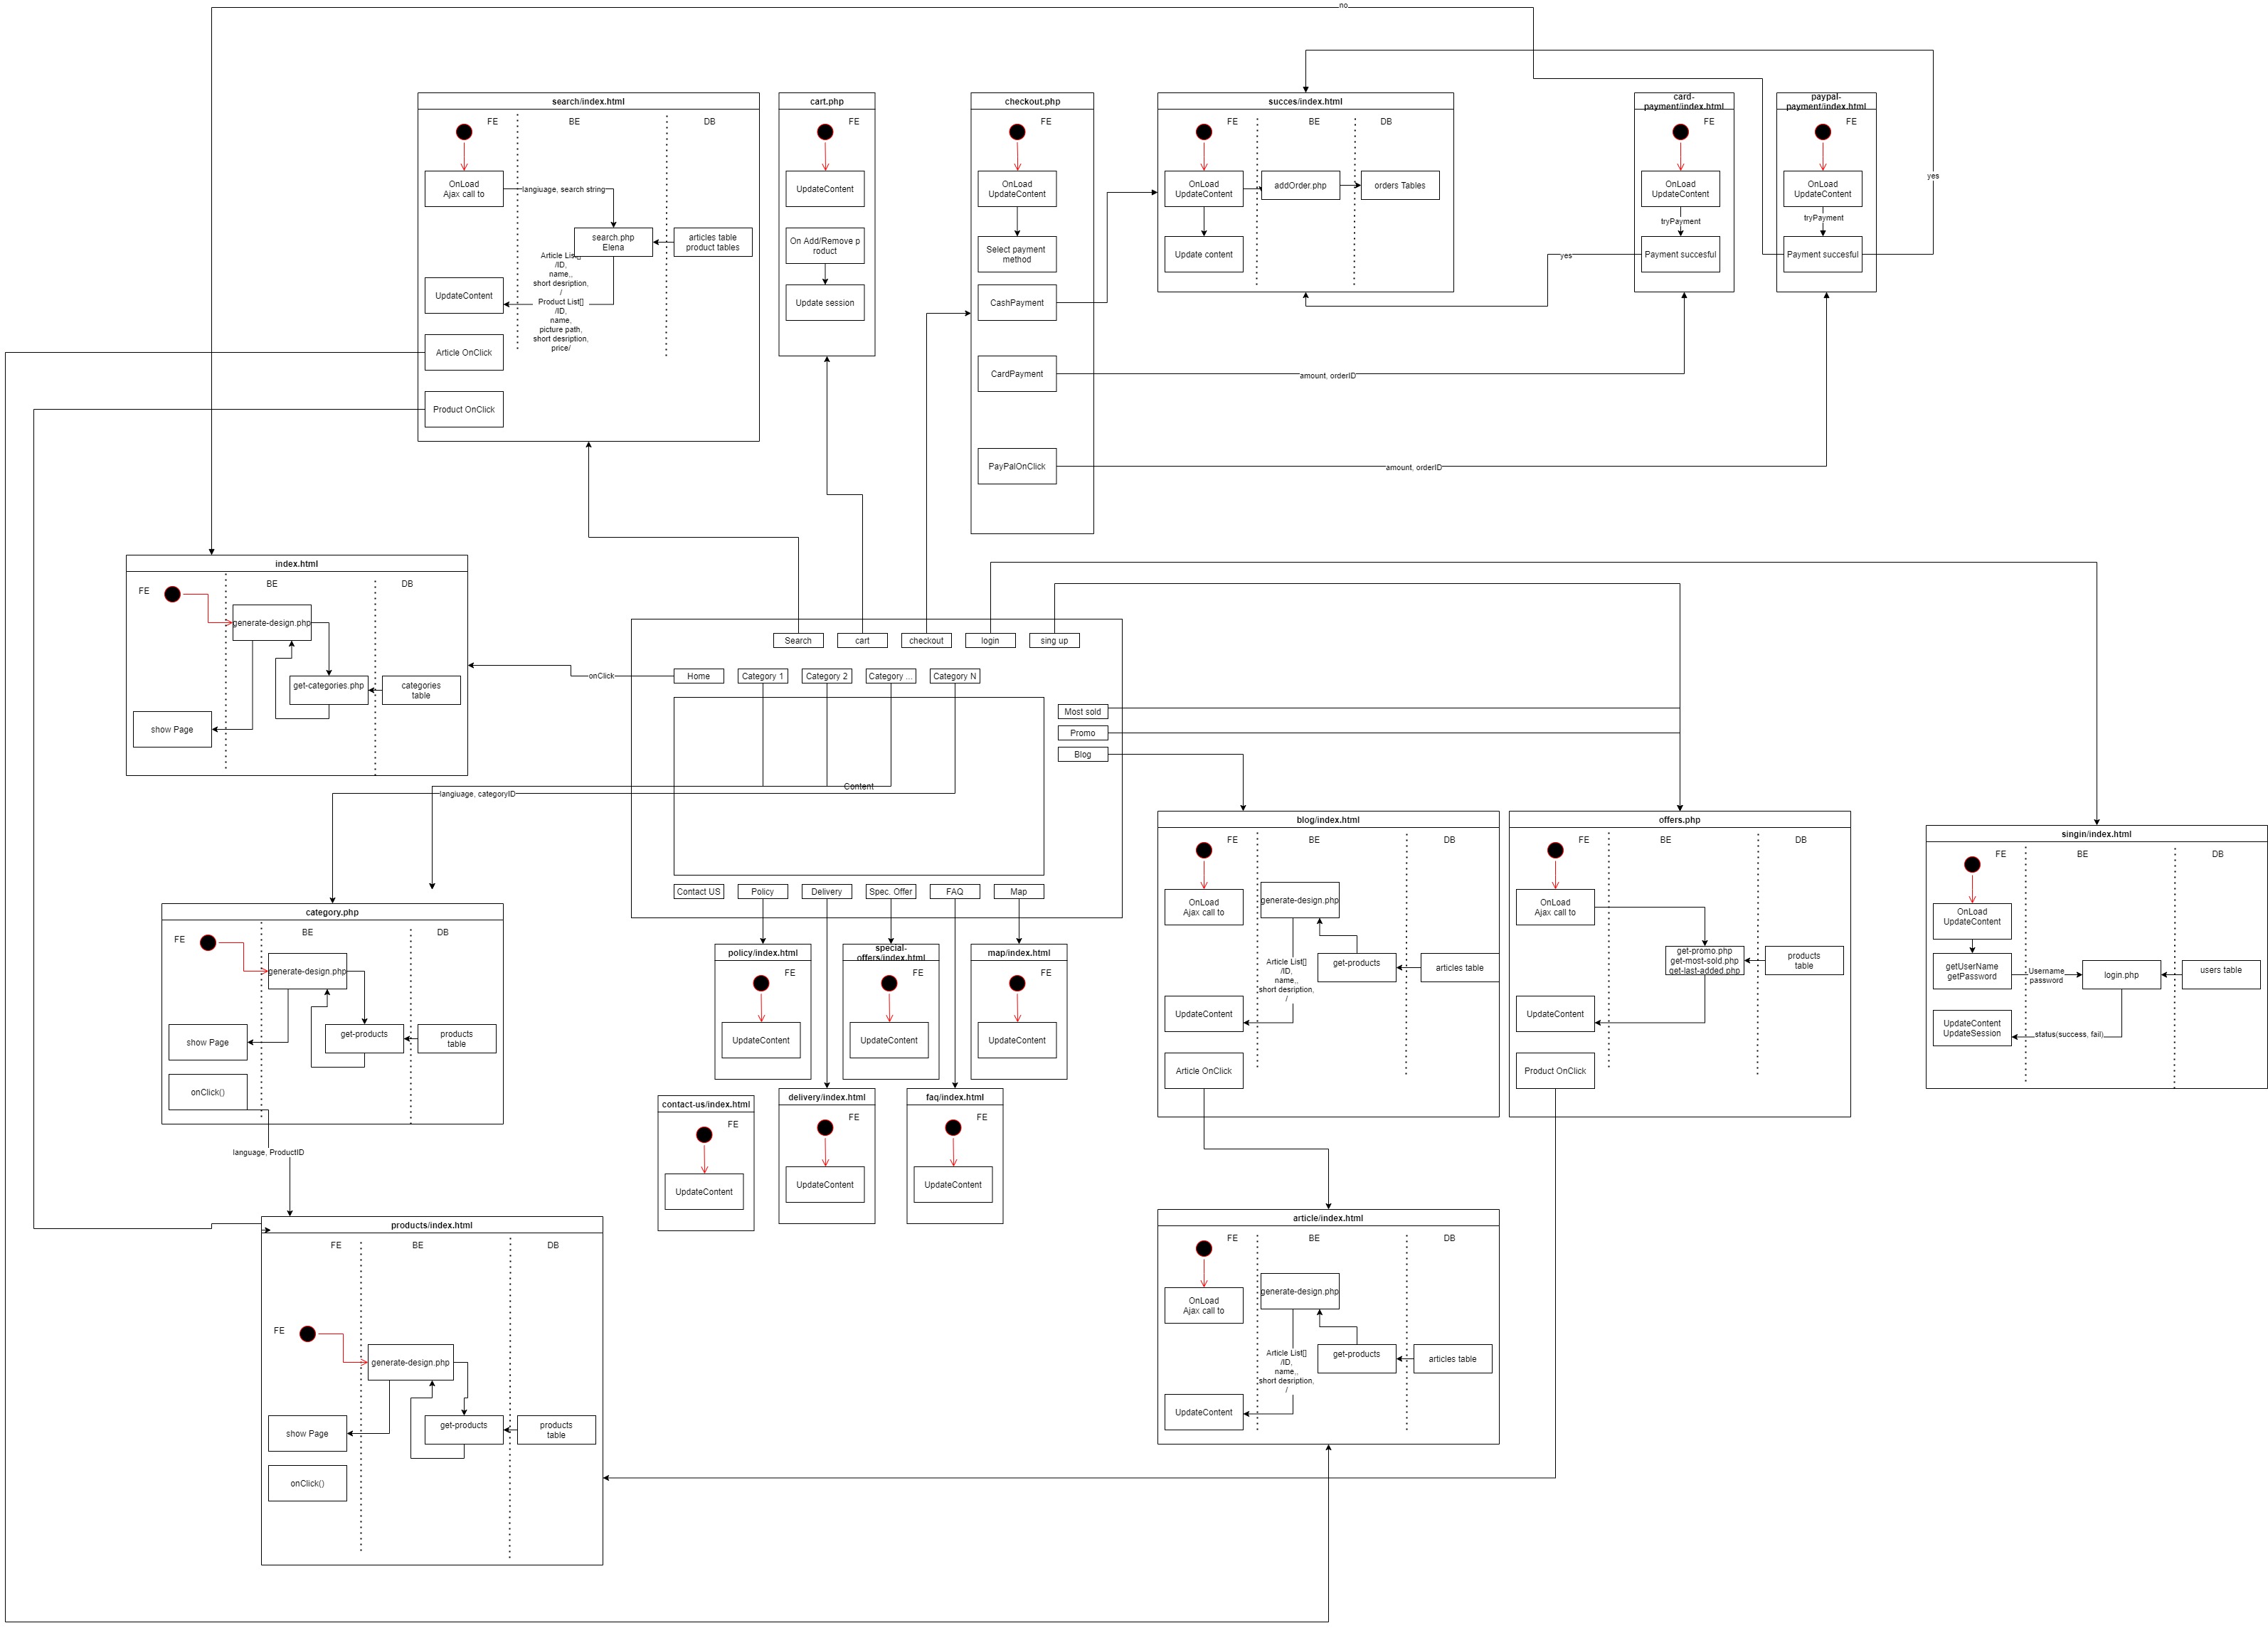 no
search/index.html
FE
BE
DB
OnLoad
Ajax call to
langiuage, search string
search.php
Elena
articles table
product tables
Article List[]
/ID,
name,,
short desription,
/
Product List[]
/ID,
name,
picture path,
short desription,
price/
UpdateContent
Article OnClick
Product OnClick
cart.php
FE
UpdateContent
On Add/Remove p
roduct
Update session
checkout.php
FE
OnLoad
UpdateContent
Select payment
method
CashPayment
CardPayment
PayPalOnClick
amount, orderID
amount, orderID
succes/index.html
FE
BE
DB
OnLoad
UpdateContent
addOrder.php
orders Tables
Update content
yes
card-
payment/index.html
FE
OnLoad
UpdateContent
tryPayment
Payment succesful
paypal-
payment/index.html
FE
OnLoad
UpdateContent
tryPayment
Payment succesful
yes
index.html
FE
BE
DB
generate-design.php
get-categories.php
categories
table
show Page
onClick
Search
cart
checkout
login
sing up
Home
Category 1
Category 2
Category ...
Category N
Most sold
Promo
Blog
Content
langiuage, categoryID
Contact US
Policy
Delivery
Spec. Offer
FAQ
Map
category.php
FE
BE
DB
generate-design.php
get-products
products
table
show Page
onClick()
language, ProductID
policy/index.html
FE
UpdateContent
special-
offers/index.html
FE
UpdateContent
map/index.html
FE
UpdateContent
contact-us/index.html
FE
UpdateContent
delivery/index.html
FE
UpdateContent
faq/index.html
FE
UpdateContent
blog/index.html
FE
BE
DB
OnLoad
Ajax call to
generate-design.php
get-products
articles table
Article List[]
/ID,
name,,
short desription,
/
UpdateContent
Article OnClick
offers.php
FE
BE
DB
OnLoad
Ajax call to
get-promo.php
get-most-sold.php
get-last-added.php
products
table
UpdateContent
Product OnClick
singin/index.html
FE
BE
DB
OnLoad
UpdateContent
getUserName
getPassword
Username
password
login.php
users table
UpdateContent
UpdateSession
status(success, fail)
products/index.html
FE
BE
DB
FE
generate-design.php
get-products
products
table
show Page
onClick()
article/index.html
FE
BE
DB
OnLoad
Ajax call to
generate-design.php
get-products
articles table
Article List[]
/ID,
name,,
short desription,
/
UpdateContent